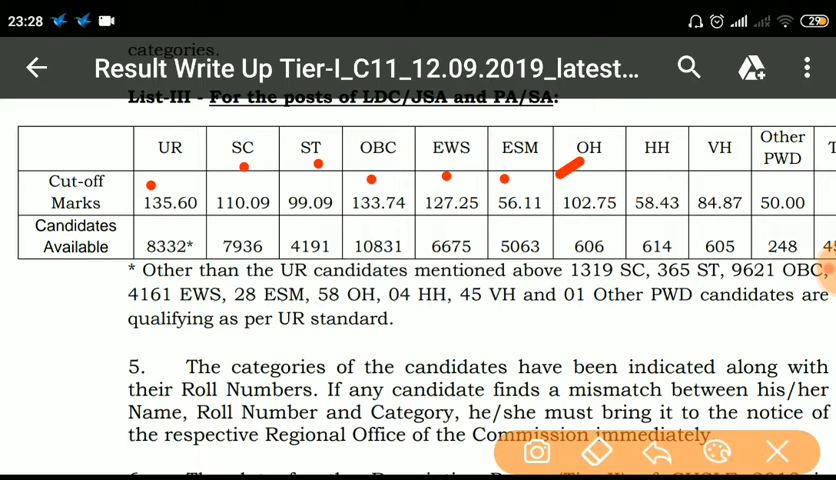 23:28
29
categories.
Result Write Up Tier-I_C11_12.09.2019_latest...
List-III - For the posts of LDC/JSA and PA/SA:
UR SC ST OBC EWS ESM OH HH VH Other PWD T
Cut-off Marks 135.60 110.09 99.09 133.74 127.25 56.11 102.75 58.43 84.87 50.00
Candidates Available 8332* 7936 4191 10831 6675 5063 606 614 605 248 45
* Other than the UR candidates mentioned above 1319 SC, 365 ST, 9621 OBC,
4161 EWS, 28 ESM, 58 OH, 04 HH, 45 VH and 01 Other PWD candidates are
qualifying as per UR standard.
5. The categories of the candidates have been indicated along with
their Roll Numbers. If any candidate finds a mismatch between his/her
Name, Roll Number and Category, he/she must bring it to the notice of
the respective Regional Office of the Commission immediately